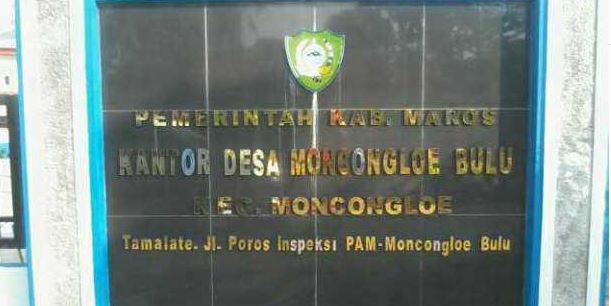 PEMERINTAH KAB. MAROS
KANTOR DESA MONCONGLOE BULU
KEC. MONCONGLOE
Tamalate. Jl. Poros Inspeksi PAM-Moncongloe Bulu